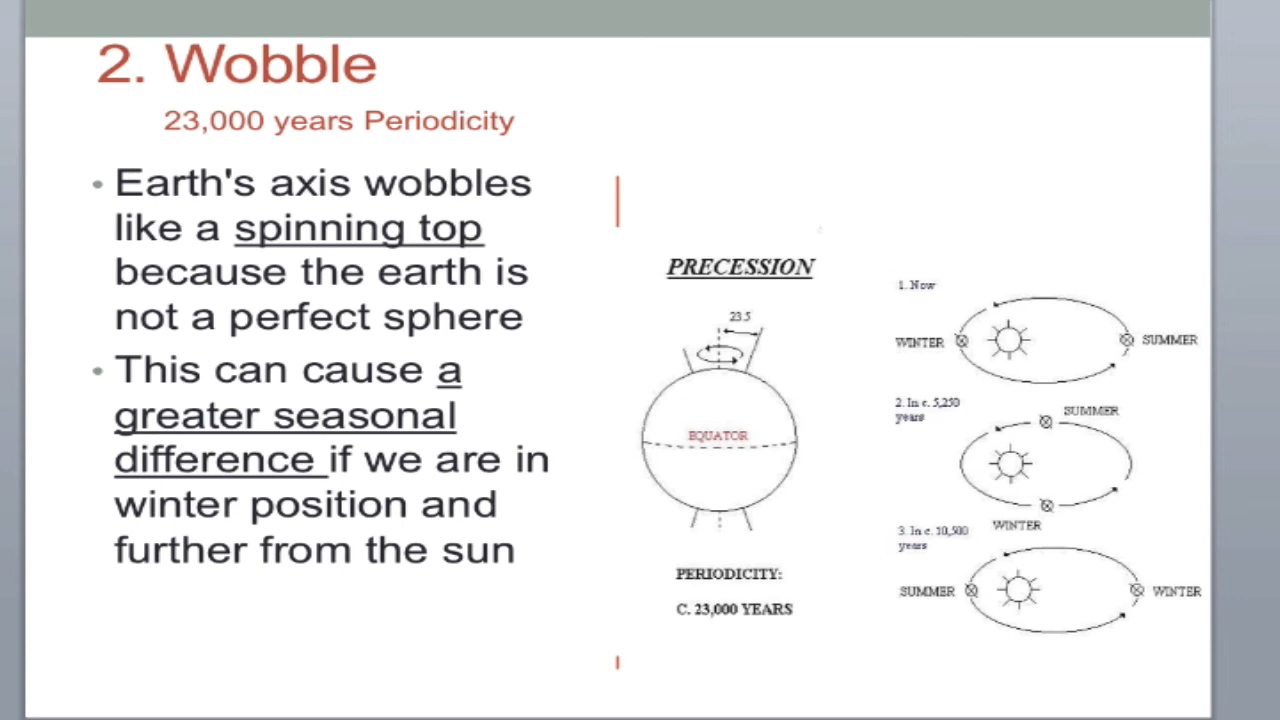 2. Wobble
23,000 years Periodicity
• Earth's axis wobbles
like a spinning top
because the earth is
not a perfect sphere
• This can cause a
greater seasonal
difference if we are in
winter position and
further from the sun
PRECESSION
23.5
EQUATOR
PERIODICITY:
C. 23,000 YEARS
1. Now
WINTER
SUMMER
2. In c. 5,250
years
SUMMER
WINTER
3. In c. 10,500
years
SUMMER
WINTER